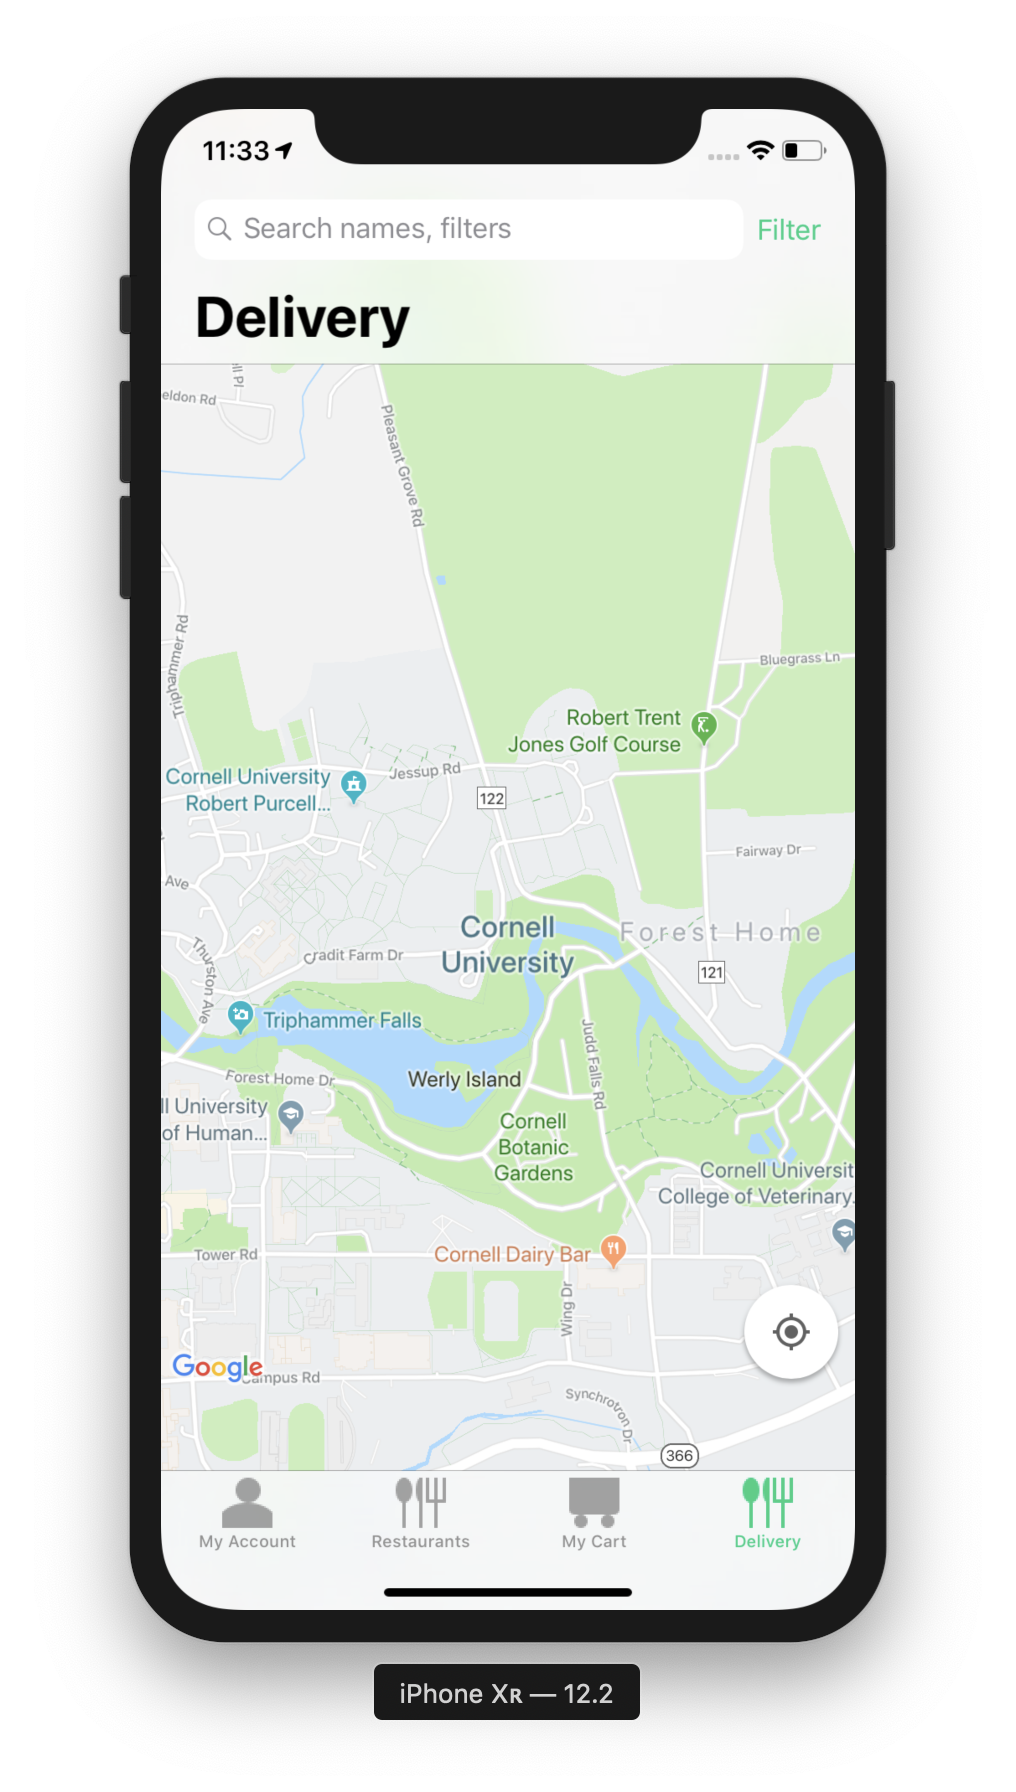 11:33
Search names, filters
Filter
Delivery
ll Pl
eldon Rd
Pleasant Grove Rd
Triphammer Rd
Bluegrass Ln
Robert Trent
Jones Golf Course
Jessup Rd
Cornell University
Robert Purcell...
122
Fairway Dr
Ave
Cornell
University
Forest Home
Thurston Ave
Cradit Farm Dr
121
Triphammer Falls
Judd Falls Rd
Forest Home Dr
Werly Island
ll University
of Human...
Cornell
Botanic
Gardens
Cornell Universit
College of Veterinary.
Tower Rd
Cornell Dairy Bar
Wing Dr
Google
Campus Rd
Synchrotron Dr
366
My Account
Restaurants
My Cart
Delivery
iPhone XR — 12.2